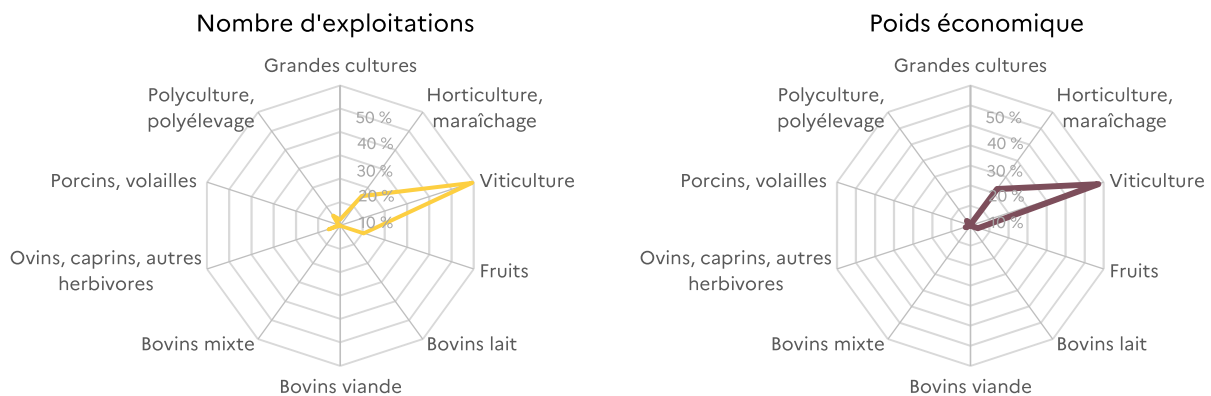 Nombre d'exploitations
Grandes cultures
Polyculture,
polyélevage
Horticulture,
maraîchage
50 %
40 %
30 %
20 %
10 %
Porcins, volailles
Viticulture
Ovins, caprins, autres
herbivores
Fruits
Bovins mixte
Bovins lait
Bovins viande
Poids économique
Grandes cultures
Polyculture,
polyélevage
Horticulture,
maraîchage
50 %
40 %
30 %
20 %
10 %
Porcins, volailles
Viticulture
Ovins, caprins, autres
herbivores
Fruits
Bovins mixte
Bovins lait
Bovins viande